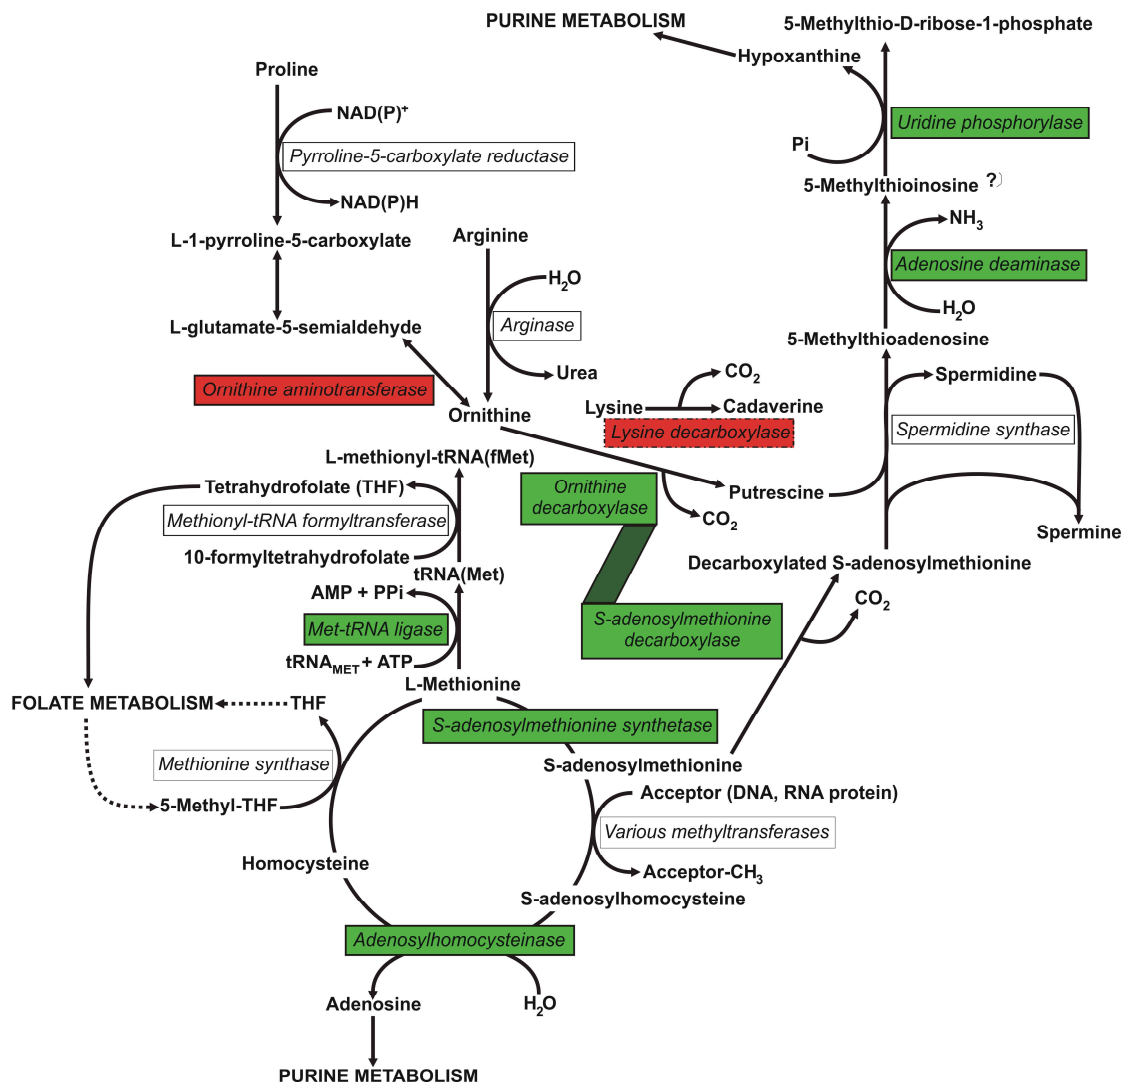 PURINE METABOLISM
5-Methylthio-D-ribose-1-phosphate
Hypoxanthine
Proline
NAD(P)+
Uridine phosphorylase
Pi
Pyrroline-5-carboxylate reductase
5-Methylthioinosine ?)
NAD(P)H
NH3
L-1-pyrroline-5-carboxylate
Arginine
Adenosine deaminase
H2O
H2O
L-glutamate-5-semialdehyde
Arginase
5-Methylthioadenosine
Urea
CO2
Spermidine
Ornithine aminotransferase
Lysine
Cadaverine
Ornithine
Lysine decarboxylase
Spermidine synthase
L-methionyl-tRNA(fMet)
Tetrahydrofolate (THF)
Ornithine
decarboxylase
Putrescine
Methionyl-tRNA formyltransferase
CO2
Spermine
10-formyltetrahydrofolate
tRNA(Met)
Decarboxylated S-adenosylmethionine
AMP + PPi
CO2
Met-tRNA ligase
S-adenosylmethionine
decarboxylase
tRNAMET + ATP
L-Methionine
FOLATE METABOLISM
THF
S-adenosylmethionine synthetase
Methionine synthase
S-adenosylmethionine
5-Methyl-THF
Acceptor (DNA, RNA protein)
Various methyltransferases
Homocysteine
Acceptor-CH3
S-adenosylhomocysteine
Adenosylhomocysteinase
Adenosine
H2O
PURINE METABOLISM